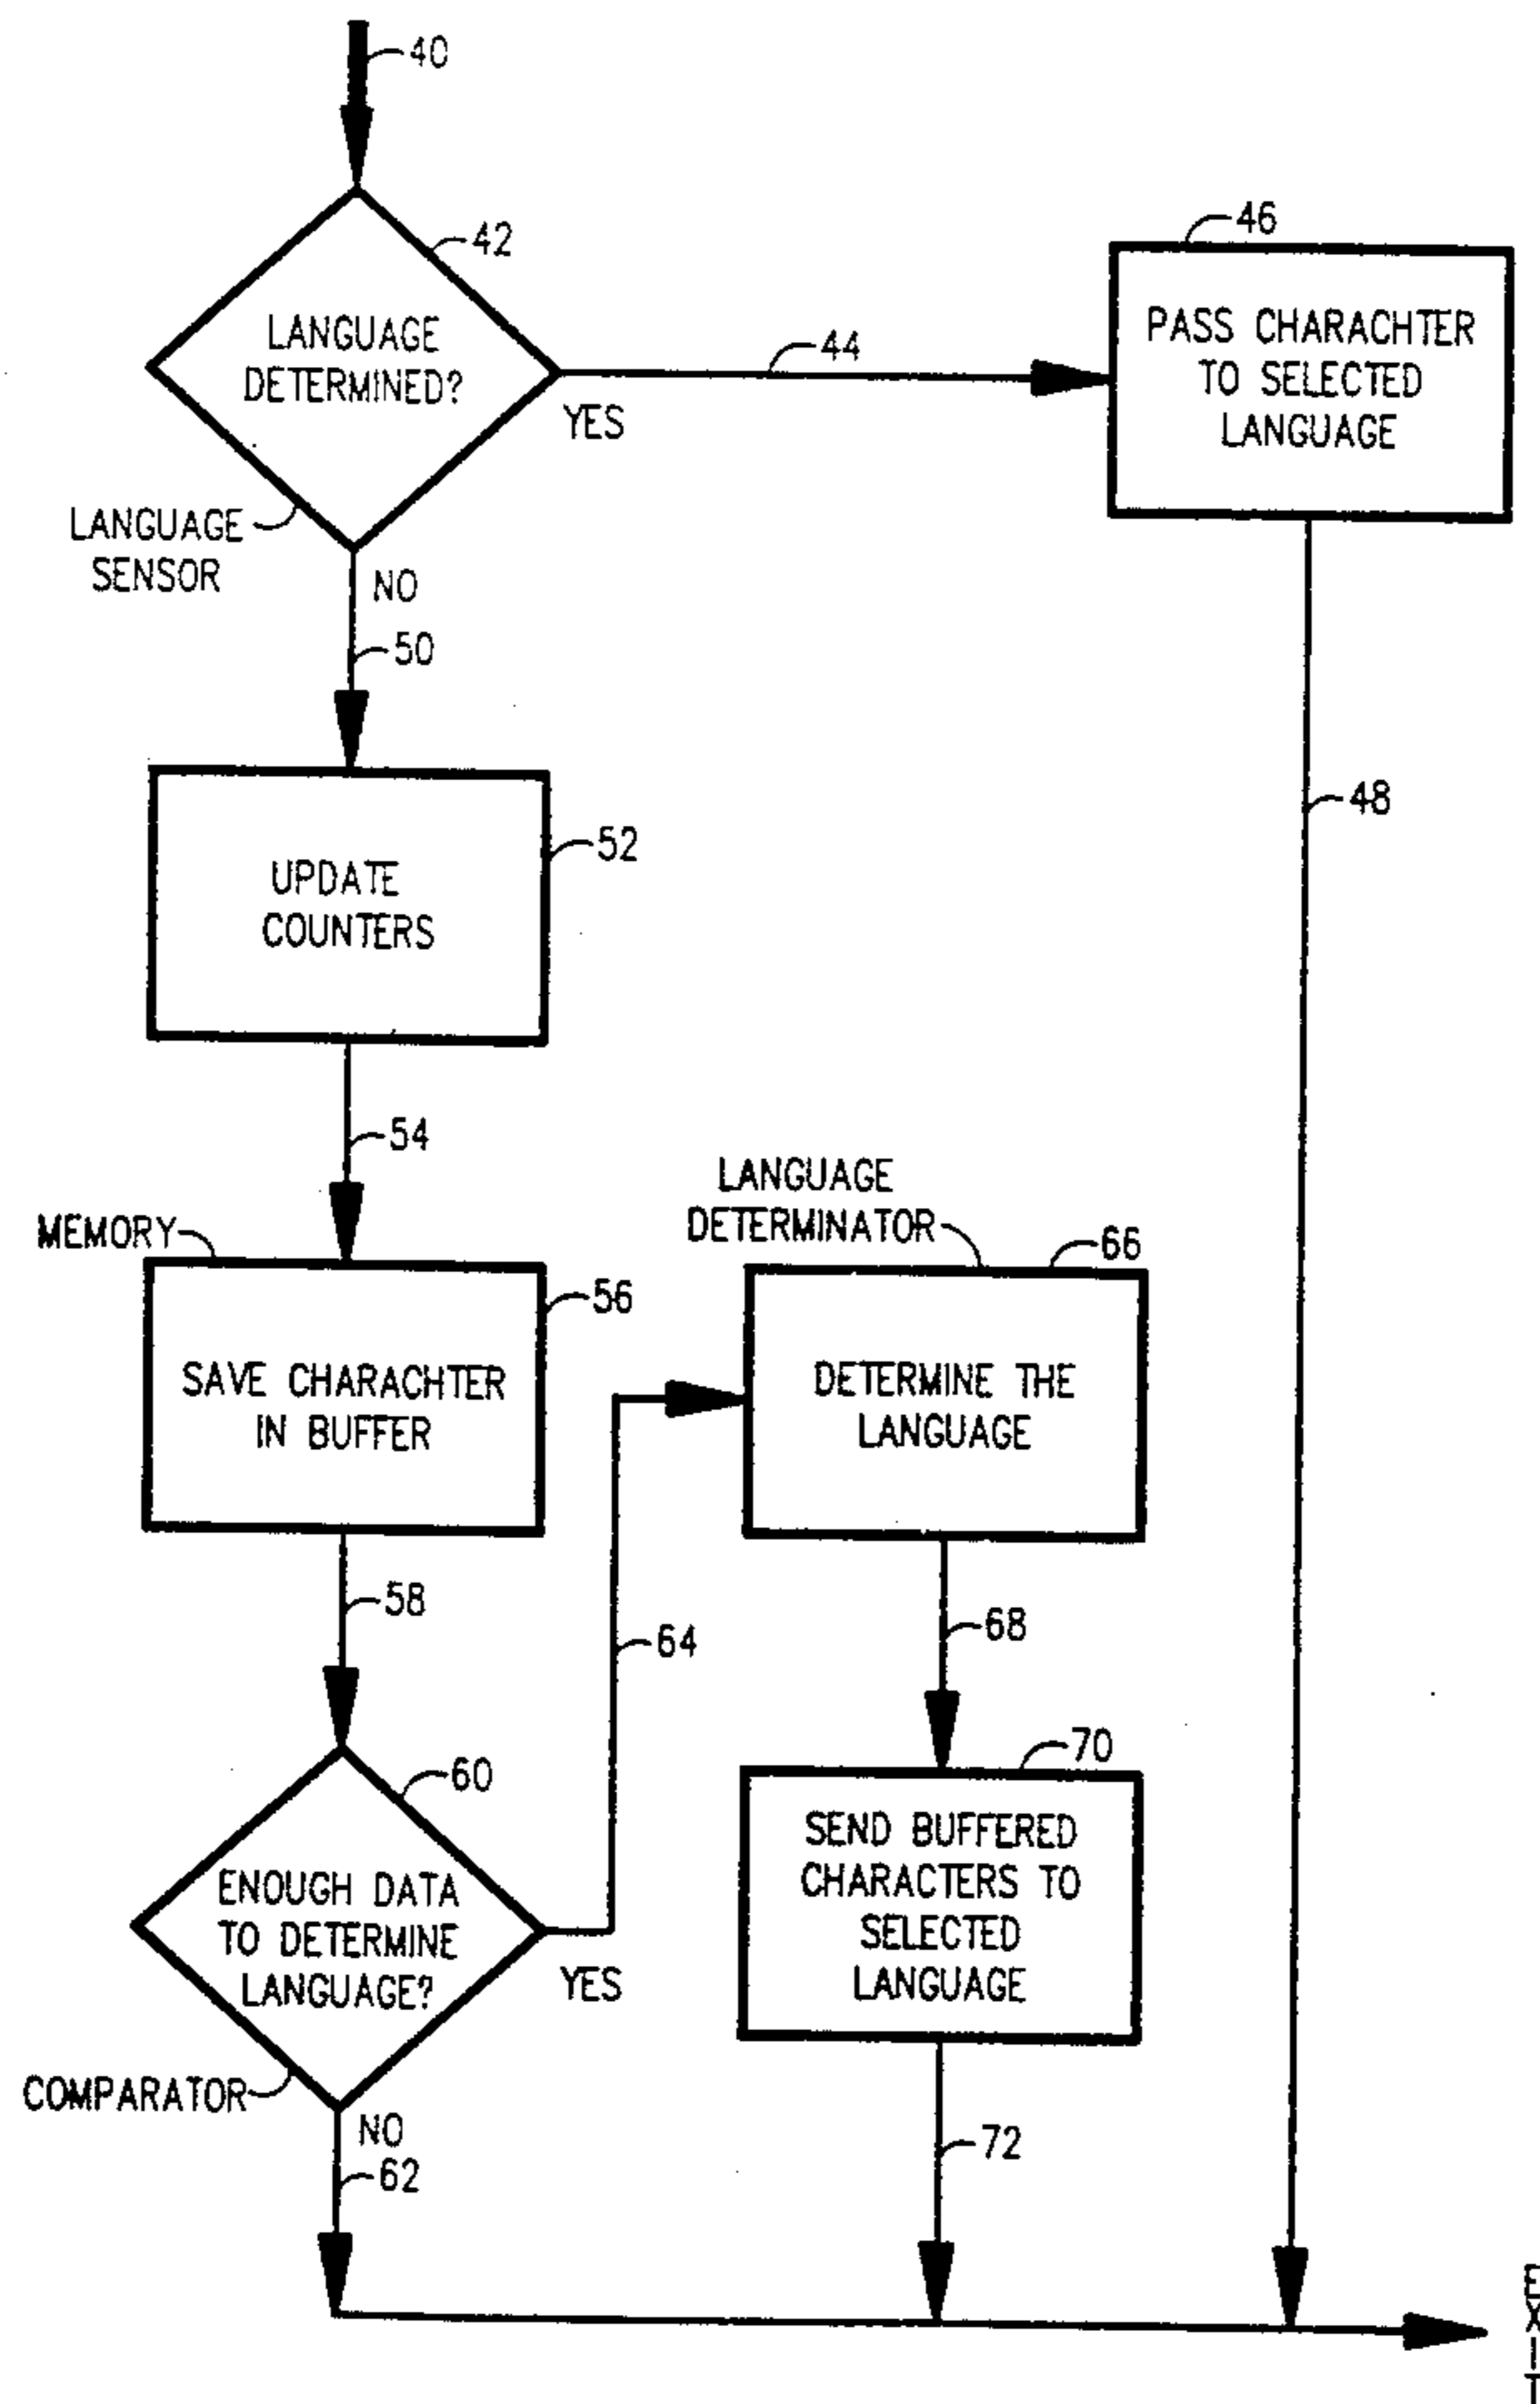 40
42
LANGUAGE
DETERMINED?
LANGUAGE
SENSOR
YES
44
46
PASS CHARACHTER
TO SELECTED
LANGUAGE
48
NO
50
52
UPDATE
COUNTERS
54
MEMORY
56
SAVE CHARACHTER
IN BUFFER
58
60
ENOUGH DATA
TO DETERMINE
LANGUAGE?
COMPARATOR
YES
64
NO
62
LANGUAGE
DETERMINATOR
66
DETERMINE THE
LANGUAGE
68
70
SEND BUFFERED
CHARACTERS TO
SELECTED
LANGUAGE
72
EXIT